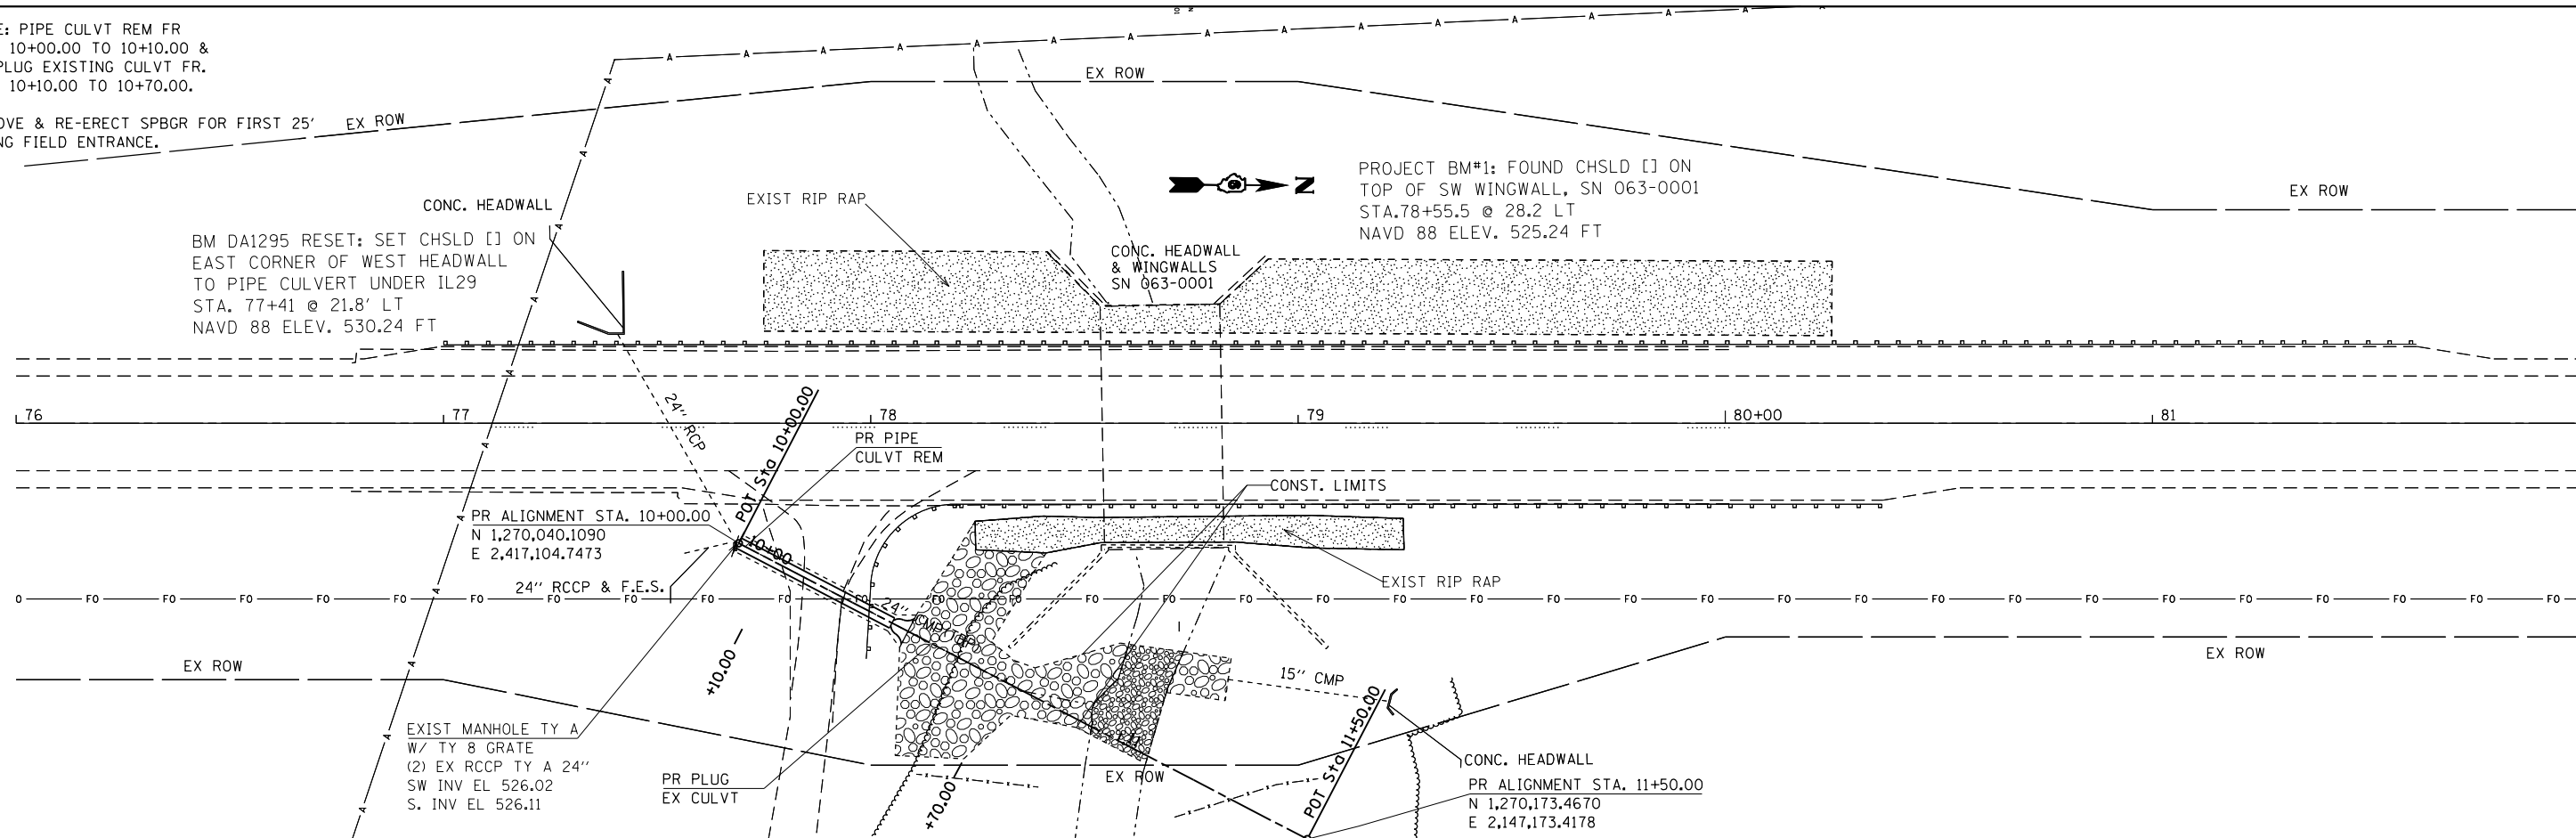 E: PIPE CULVT REM FR
10+00.00 TO 10+10.00 &
PLUG EXISTING CULVT FR.
10+10.00 TO 10+70.00.
OVE & RE-ERECT SPBGR FOR FIRST 25'
NG FIELD ENTRANCE.
EX ROW
EX ROW
EX ROW
CONC. HEADWALL
BM DA1295 RESET: SET CHSLD [] ON
EAST CORNER OF WEST HEADWALL
TO PIPE CULVERT UNDER IL29
STA. 77+41 @ 21.8' LT
NAVD 88 ELEV. 530.24 FT
EXIST RIP RAP
CONC. HEADWALL
& WINGWALLS
SN 063-0001
N
PROJECT BM#1: FOUND CHSLD [] ON
TOP OF SW WINGWALL, SN 063-0001
STA.78+55.5 @ 28.2 LT
NAVD 88 ELEV. 525.24 FT
76
77
78
79
80+00
81
24" RCP
POT Sta 10+00.00
PR PIPE
CULVT REM
CONST. LIMITS
PR ALIGNMENT STA. 10+00.00
N 1,270,040.1090
E 2,417,104.7473
10+00
24" RCCP & F.E.S.
EXIST RIP RAP
24"
+10.00
EX ROW
EX ROW
15" CMP
POT Sta 11+50.00
EXIST MANHOLE TY A
W/ TY 8 GRATE
(2) EX RCCP TY A 24"
SW INV EL 526.02
S. INV EL 526.11
PR PLUG
EX CULVT
+70.00
EX ROW
CONC. HEADWALL
PR ALIGNMENT STA. 11+50.00
N 1,270,173.4670
E 2,147,173.4178